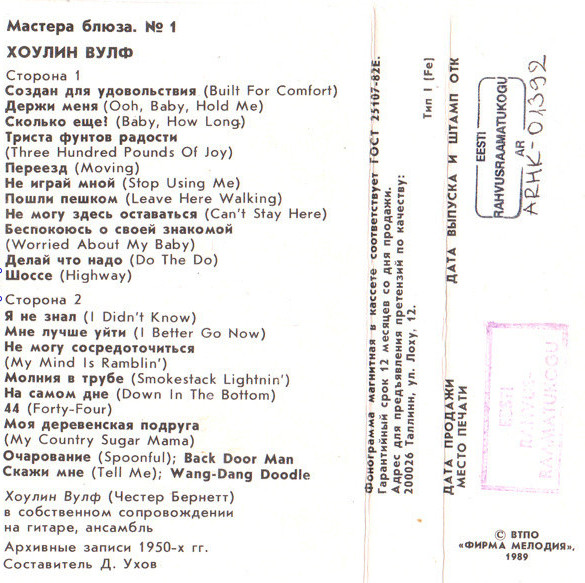 Мастера блюза. № 1
ХОУЛИН ВУЛФ
Сторона 1
Создан для удовольствия (Built For Comfort)
Держи меня (Ooh, Baby, Hold Me)
Сколько еще! (Baby, How Long)
Триста фунтов радости
(Three Hundred Pounds Of Joy)
Переезд (Moving)
Не играй мной (Stop Using Me)
Пошли пешком (Leave Here Walking)
Не могу здесь оставаться (Can't Stay Here)
Беспокоюсь о своей знакомой
(Worried About My Baby)
Делай что надо (Do The Do)
Шоссе (Highway)
Сторона 2
Я не знал (I Didn't Know)
Мне лучше уйти (I Better Go Now)
Не могу сосредоточиться
(My Mind Is Ramblin')
Молния в трубе (Smokestack Lightnin')
На самом дне (Down In The Bottom)
44 (Forty-Four)
Моя деревенская подруга
(My Country Sugar Mama)
Очарование (Spoonful); Back Door Man
Скажи мне (Tell Me); Wang-Dang Doodle
Хоулин Вулф (Честер Бернетт)
в собственном сопровождении
на гитаре, ансамбль
Архивные записи 1950-х гг.
Составитель Д. Ухов
Фонограмма магнитная в кассете соответствует ГОСТ 25107-82Е.
Гарантийный срок 12 месяцев со дня продажи.
Адрес для предъявления претензий по качеству:
200026 Таллинн, ул. Лоху, 12.
Тип I (Fe)
ДАТА ПРОДАЖИ
МЕСТО ПЕЧАТИ
ДАТА ВЫПУСКА И ШТАМП ОТК
EESTI
RAHVUSRAAMATUKOGU
AR
ARHK-01392
EESTI
RAHVUS-
RAAMATUKOGU
© ВТПО
«ФИРМА МЕЛОДИЯ»,
1989